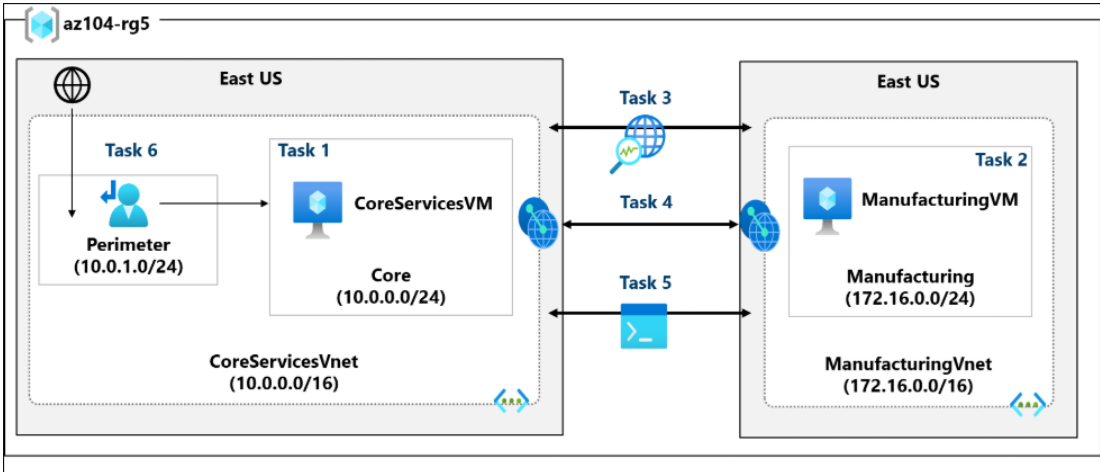 az104-rg5
East US
Task 6
Task 1
CoreServicesVM
Perimeter
(10.0.1.0/24)
Core
(10.0.0.0/24)
CoreServicesVnet
(10.0.0.0/16)
Task 3
Task 4
Task 5
East US
Task 2
ManufacturingVM
Manufacturing
(172.16.0.0/24)
ManufacturingVnet
(172.16.0.0/16)